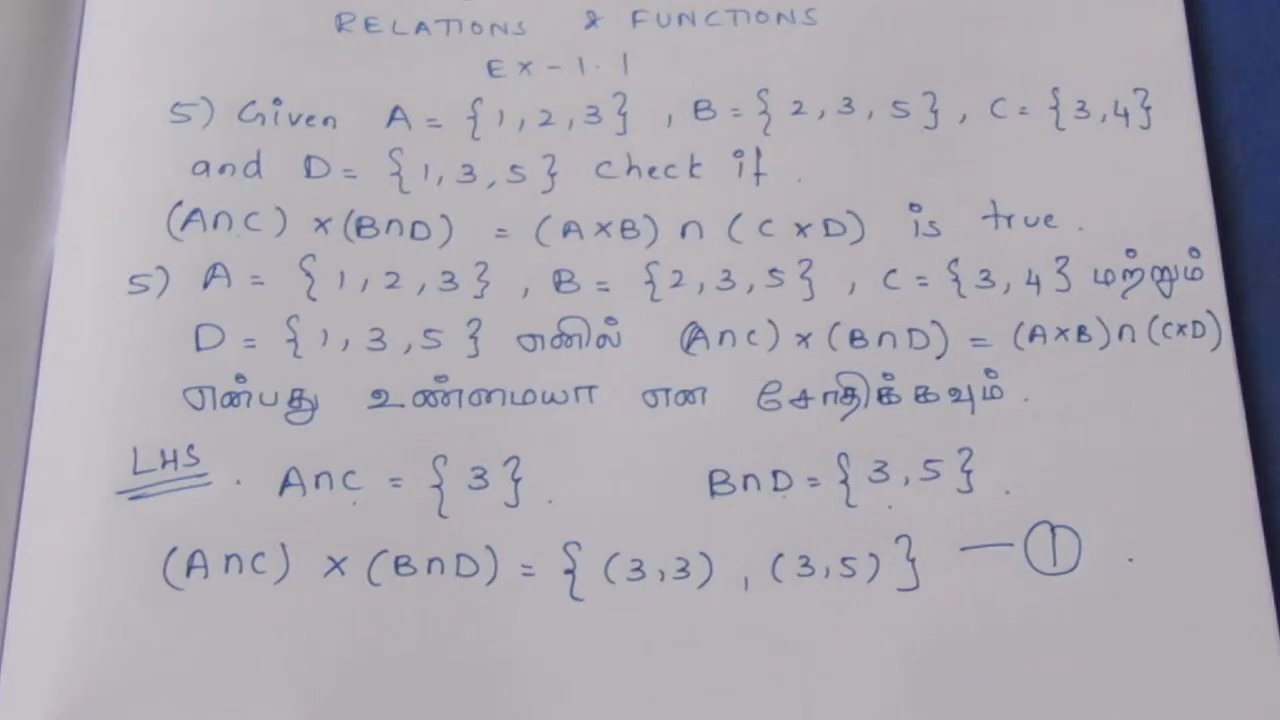 RELATIONS & FUNCTIONS
EX-1.1
5) Given A = {1,2,3}, B = {2,3,5}, C = {3,4}
and D = {1,3,5} check if.
(A∩C) ×(B∩D) = (A×B) ∩ (C×D) is true.
5) A = {1,2,3}, B = {2,3,5}, C = {3,4} மற்றும்
D = {1,3,5} எனில் (A∩C) × (B∩D) = (A×B)∩(C×D)
என்பது உண்மையா என சோதிக்கவும்.
LHS. A∩C = {3}. B∩D = {3,5}.
(A∩C) × (B∩D) = {(3,3), (3,5)} — ①.